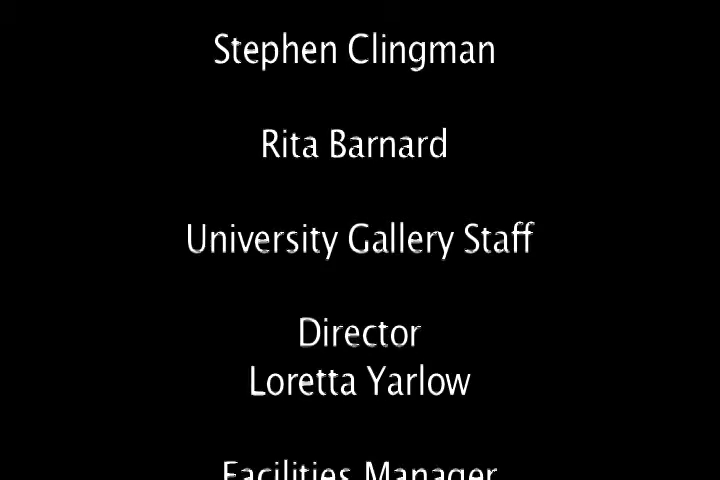 Stephen Clingman
Rita Barnard
University Gallery Staff
Director
Loretta Yarlow
Facilities Manager